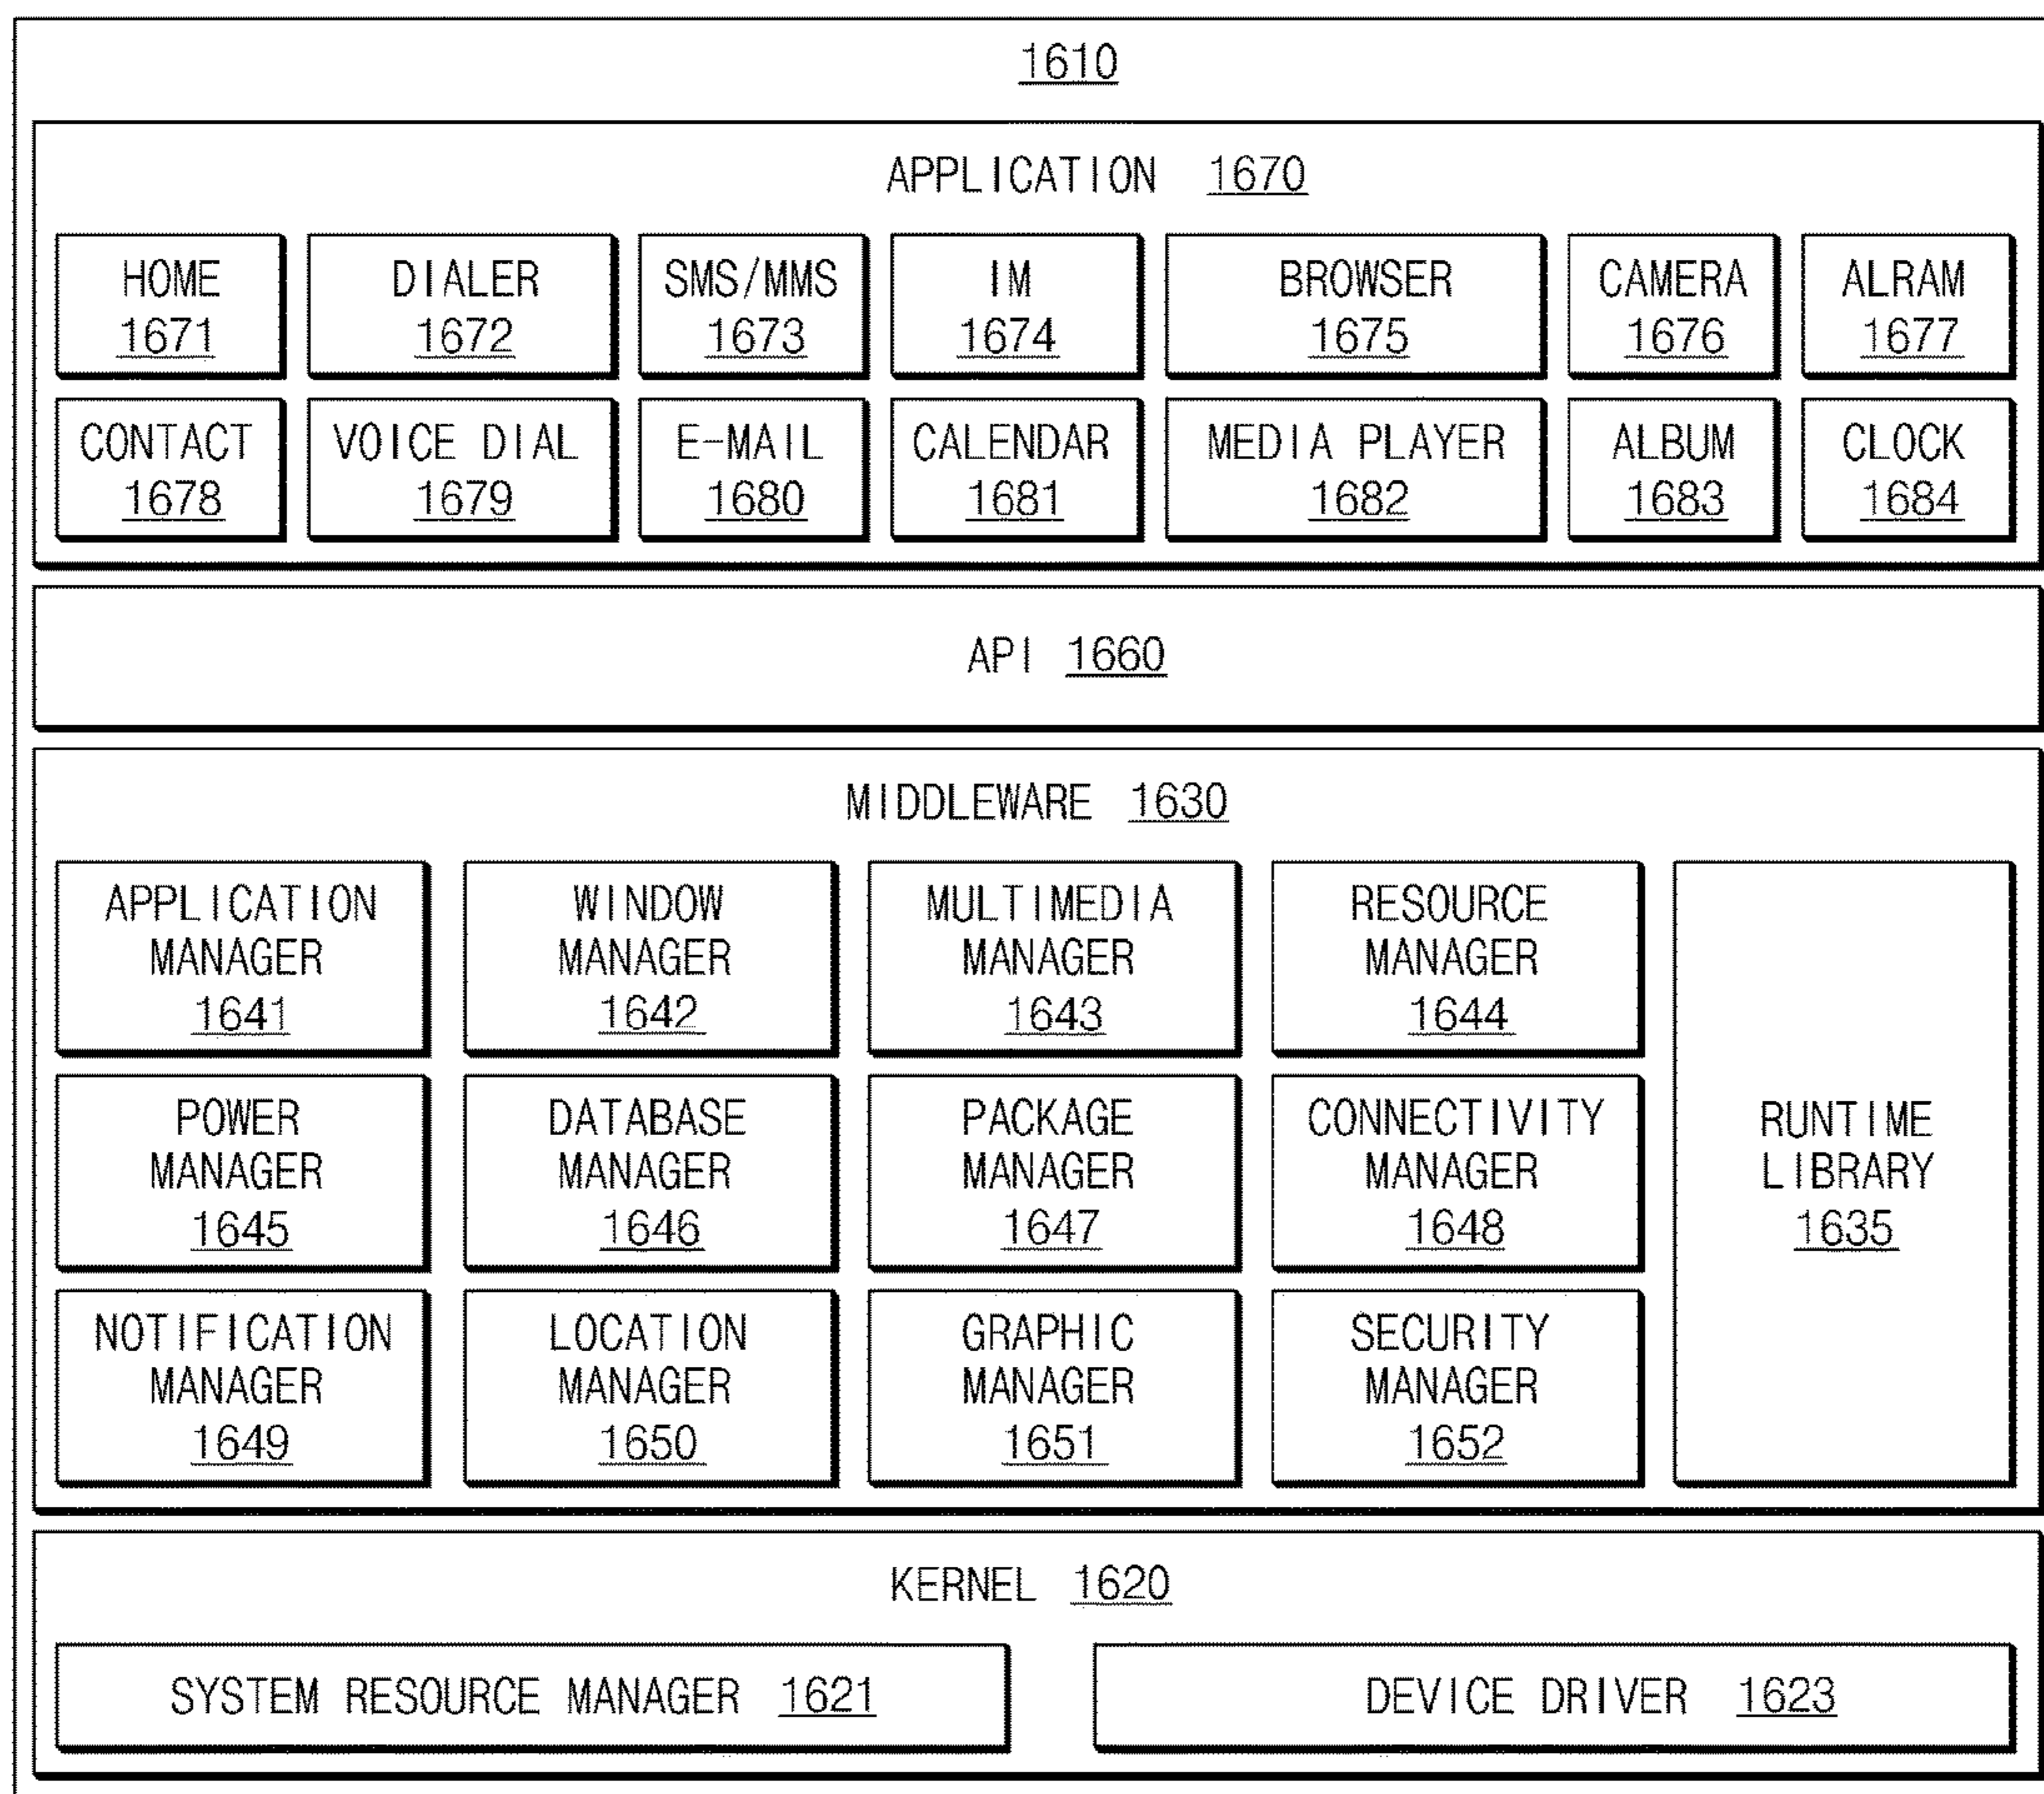 1610
APPLICATION 1670
HOME
1671
DIALER
1672
SMS/MMS
1673
IM
1674
BROWSER
1675
CAMERA
1676
ALRAM
1677
CONTACT
1678
VOICE DIAL
1679
E-MAIL
1680
CALENDAR
1681
MEDIA PLAYER
1682
ALBUM
1683
CLOCK
1684
API 1660
MIDDLEWARE 1630
APPLICATION
MANAGER
1641
WINDOW
MANAGER
1642
MULTIMEDIA
MANAGER
1643
RESOURCE
MANAGER
1644
POWER
MANAGER
1645
DATABASE
MANAGER
1646
PACKAGE
MANAGER
1647
CONNECTIVITY
MANAGER
1648
NOTIFICATION
MANAGER
1649
LOCATION
MANAGER
1650
GRAPHIC
MANAGER
1651
SECURITY
MANAGER
1652
RUNTIME
LIBRARY
1635
KERNEL 1620
SYSTEM RESOURCE MANAGER 1621
DEVICE DRIVER 1623